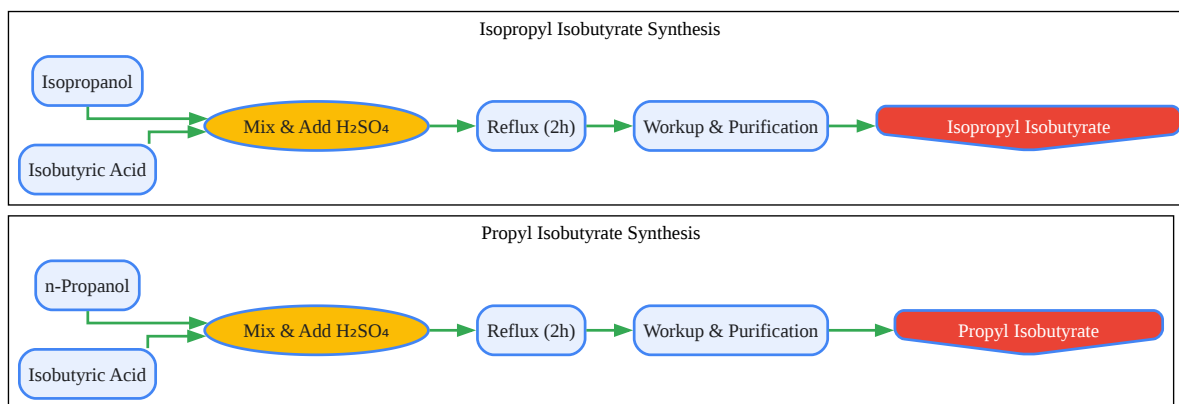 Isopropyl Isobutyrate Synthesis
Isopropanol
Isobutyric Acid
Mix & Add H₂SO₄
Reflux (2h)
Workup & Purification
Isopropyl Isobutyrate
Propyl Isobutyrate Synthesis
n-Propanol
Isobutyric Acid
Mix & Add H₂SO₄
Reflux (2h)
Workup & Purification
Propyl Isobutyrate